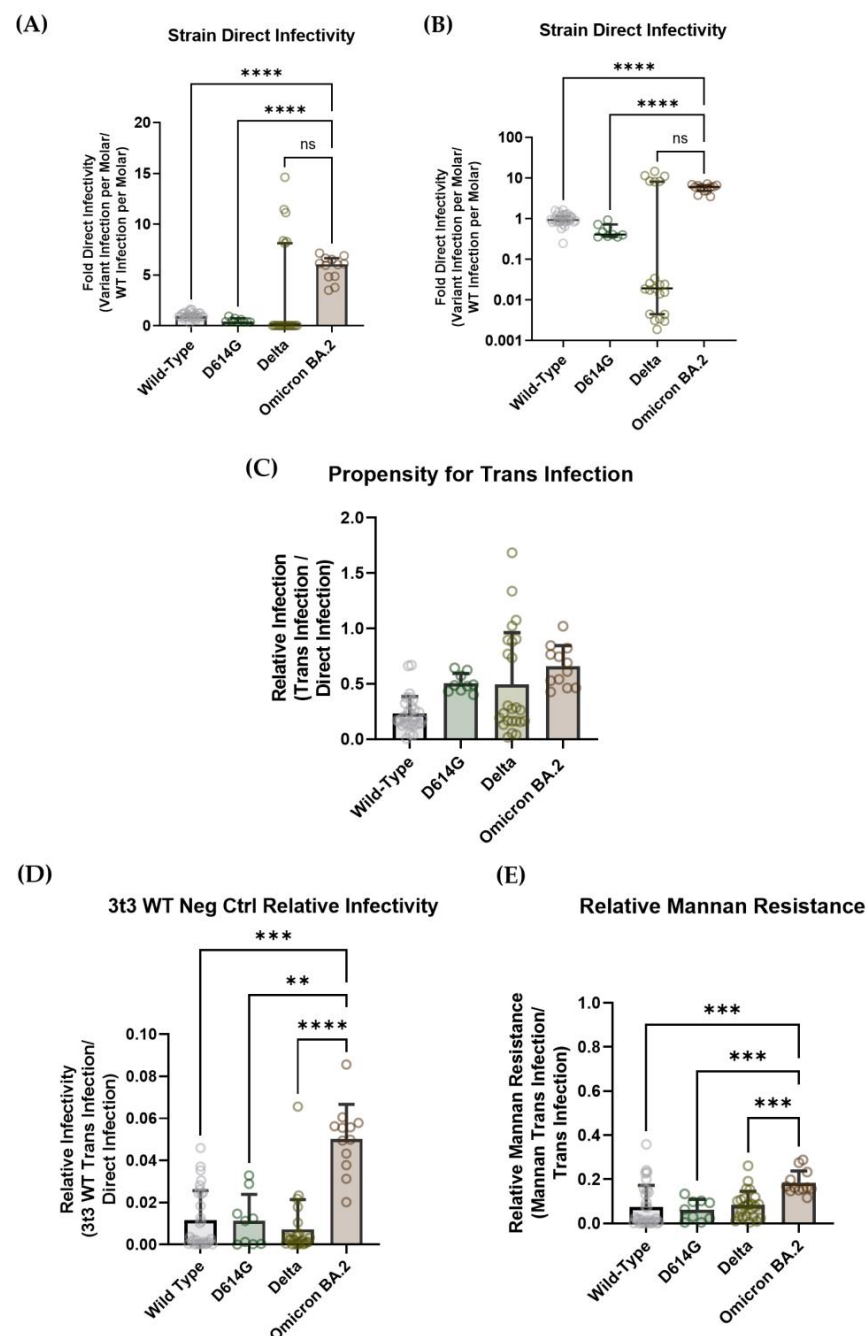 (A)
Strain Direct Infectivity
****
****
ns
Fold Direct Infectivity
(Variant Infection per Molar/
WT Infection per Molar)
20
15
10
5
0
Wild-Type
D614G
Delta
Omicron BA.2
(B)
Strain Direct Infectivity
****
****
ns
Fold Direct Infectivity
(Variant Infection per Molar/
WT Infection per Molar)
100
10
1
0.1
0.01
0.001
Wild-Type
D614G
Delta
Omicron BA.2
(C)
Propensity for Trans Infection
Relative Infection
(Trans Infection /
Direct Infection)
2.0
1.5
1.0
0.5
0.0
Wild-Type
D614G
Delta
Omicron BA.2
(D)
3t3 WT Neg Ctrl Relative Infectivity
***
**
****
Relative Infectivity
(3t3 WT Trans Infection/
Direct Infection)
0.10
0.08
0.06
0.04
0.02
0.00
Wild Type
D614G
Delta
Omicron BA.2
(E)
Relative Mannan Resistance
***
***
***
Relative Mannan Resistance
(Mannan Trans Infection/
Trans Infection)
1.0
0.8
0.6
0.4
0.2
0.0
Wild-Type
D614G
Delta
Omicron BA.2